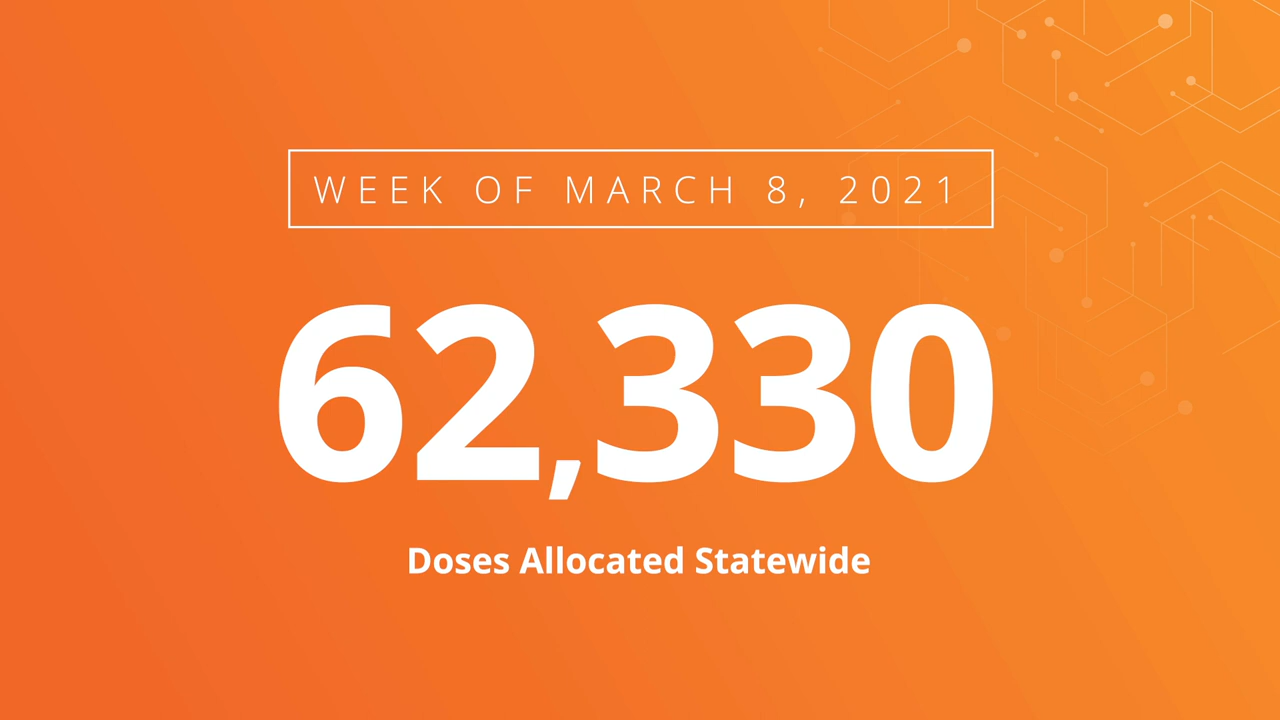 WEEK OF MARCH 8, 2021
62,330
Doses Allocated Statewide